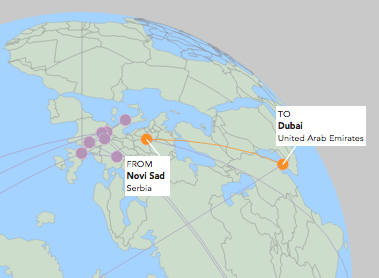 TO
Dubai
United Arab Emirates
FROM
Novi Sad
Serbia